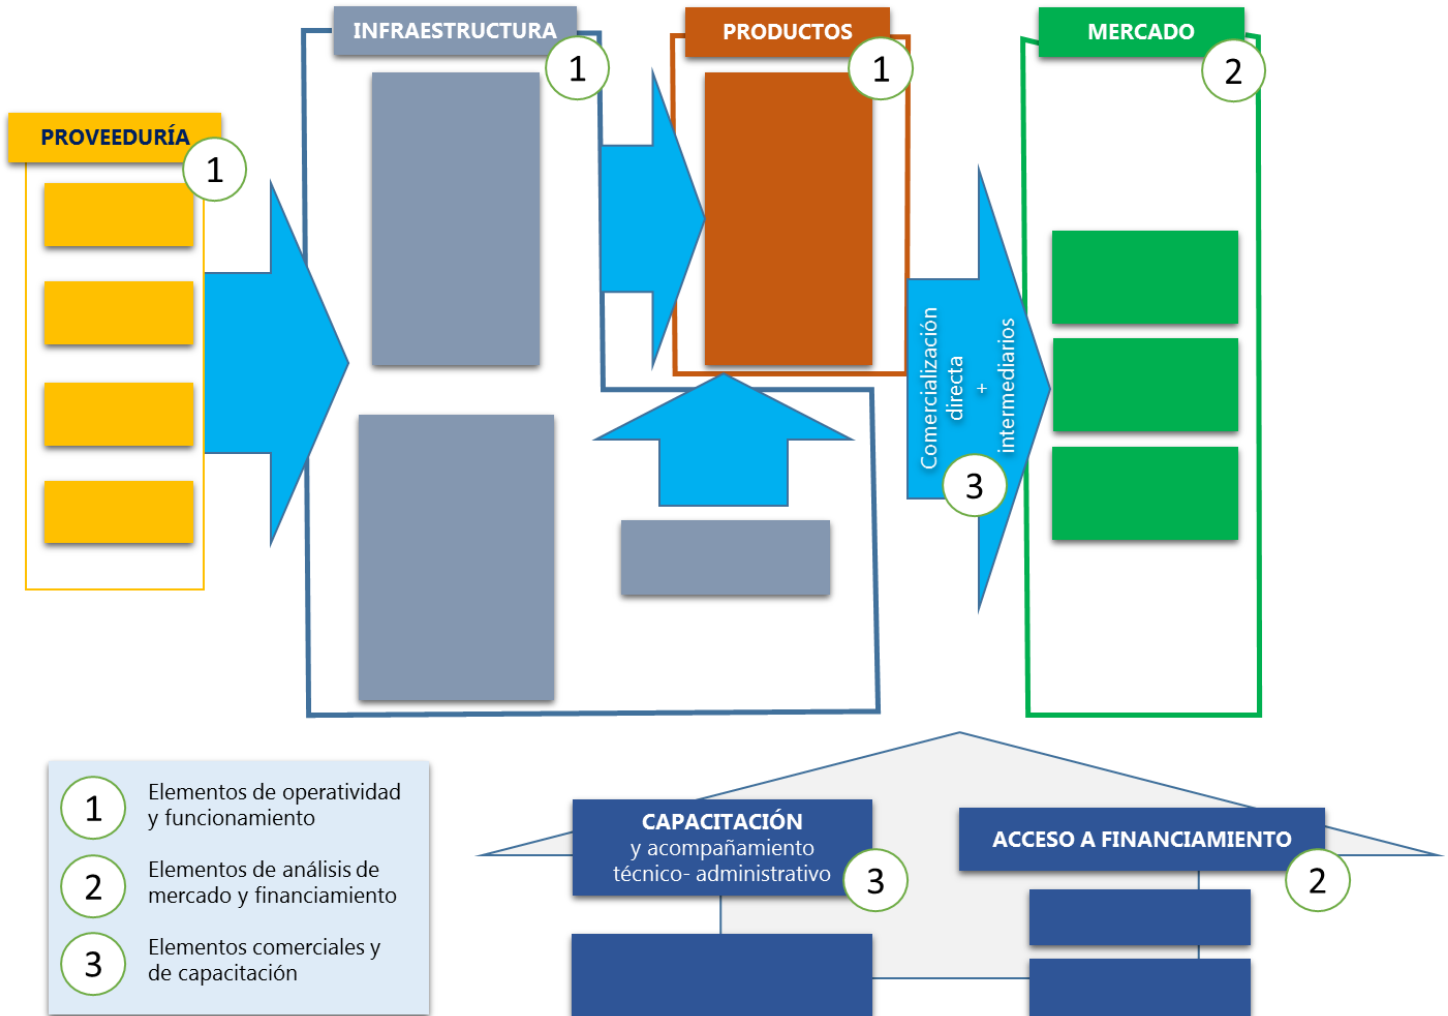 INFRAESTRUCTURA
1
PRODUCTOS
1
MERCADO
2
PROVEEDURÍA
1
Comercialización
directa
+
intermediarios
3
1
Elementos de operatividad
y funcionamiento
2
Elementos de análisis de
mercado y financiamiento
3
Elementos comerciales y
de capacitación
CAPACITACIÓN
y acompañamiento
técnico- administrativo
3
ACCESO A FINANCIAMIENTO
2